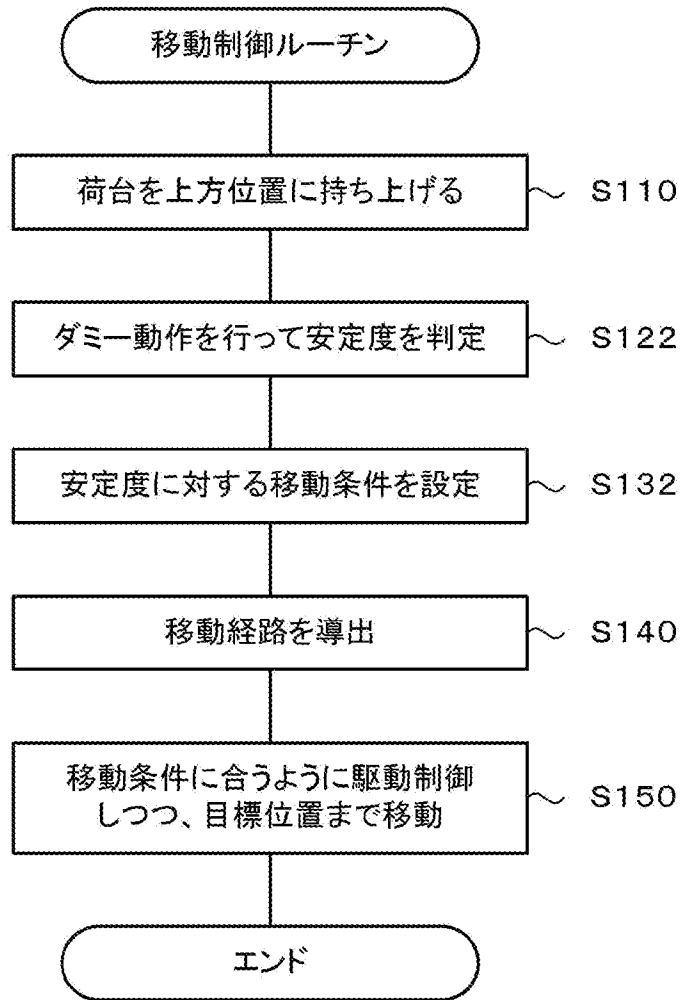 移動制御ルーチン
荷台を上方位置に持ち上げる
S110
ダミー動作を行って安定度を判定
S122
安定度に対する移動条件を設定
S132
移動経路を導出
S140
移動条件に合うように駆動制御
しつつ、目標位置まで移動
S150
エンド